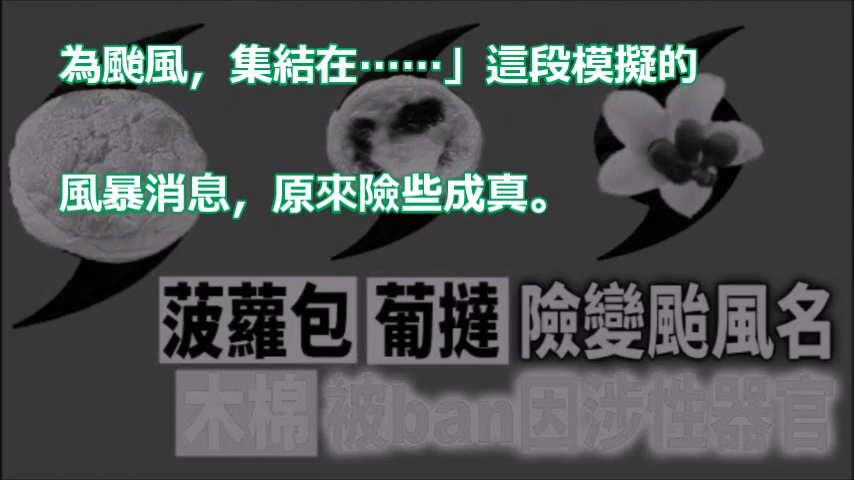 為颱風，集結在⋯⋯」這段模擬的
風暴消息，原來險些成真。
菠蘿包 葡撻 險變颱風名
木棉 被ban因涉性器官